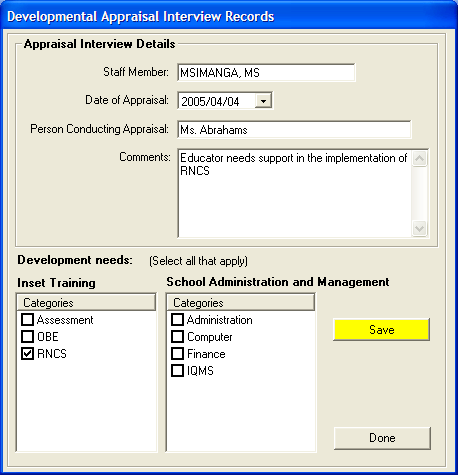 Developmental Appraisal Interview Records
Appraisal Interview Details
Staff Member: MSIMANGA, MS
Date of Appraisal: 2005/04/04
Person Conducting Appraisal: Ms. Abrahams
Comments: Educator needs support in the implementation of
RNCS
Development needs: (Select all that apply)
Inset Training
Categories
Assessment
OBE
RNCS
School Administration and Management
Categories
Administration
Computer
Finance
IQMS
Save
Done